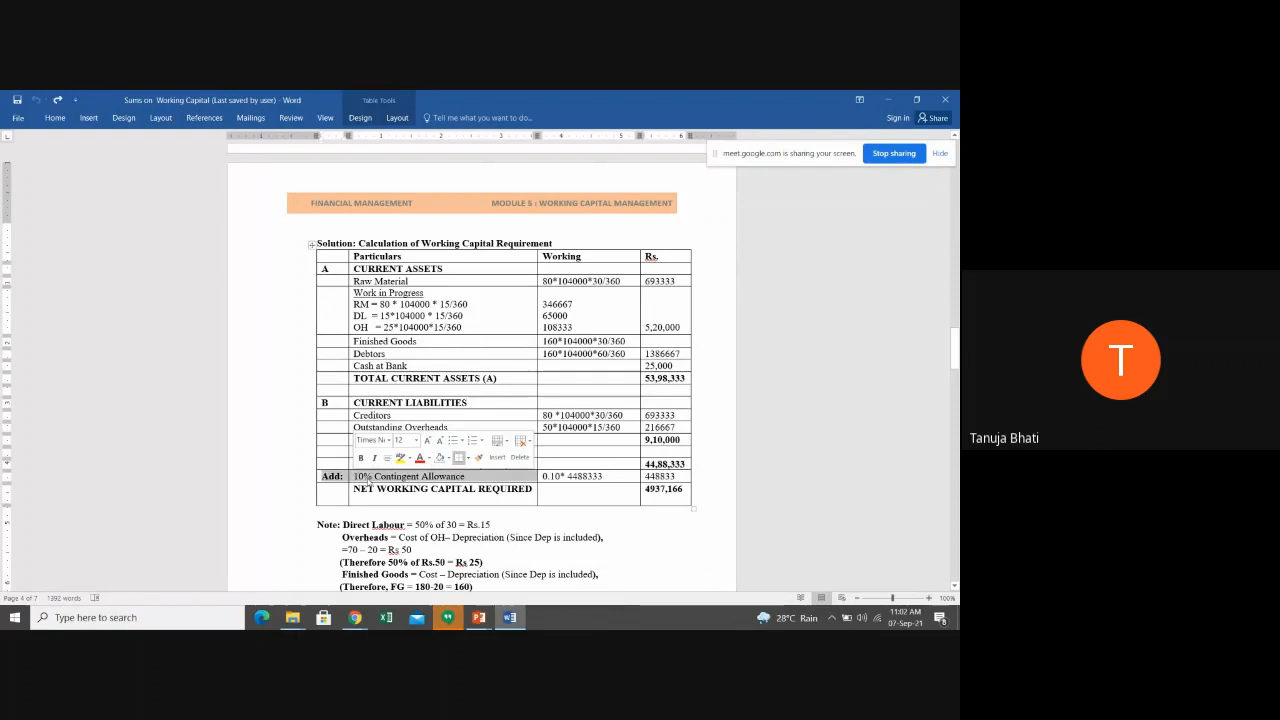 Sums on Working Capital (Last saved by user) - Word
Table Tools
File Home Insert Design Layout References Mailings Review View Design Layout Tell me what you want to do... Sign in Share
meet.google.com is sharing your screen. Stop sharing Hide
FINANCIAL MANAGEMENT MODULE 5 : WORKING CAPITAL MANAGEMENT
Solution: Calculation of Working Capital Requirement
Particulars Working Rs.
A CURRENT ASSETS
Raw Material 80*104000*30/360 693333
Work in Progress
RM = 80 * 104000 * 15/360 346667
DL = 15*104000 * 15/360 65000
OH = 25*104000*15/360 108333 5,20,000
Finished Goods 160*104000*30/360
Debtors 160*104000*60/360 1386667
Cash at Bank 25,000
TOTAL CURRENT ASSETS (A) 53,98,333
B CURRENT LIABILITIES
Creditors 80 *104000*30/360 693333
Outstanding Overheads 50*104000*15/360 216667
Times N 12 9,10,000
B I A Insert Delete
44,88,333
Add: 10% Contingent Allowance 0.10* 4488333 448833
NET WORKING CAPITAL REQUIRED 4937,166
Note: Direct Labour = 50% of 30 = Rs.15
Overheads = Cost of OH– Depreciation (Since Dep is included),
=70 – 20 = Rs 50
(Therefore 50% of Rs.50 = Rs 25)
Finished Goods = Cost – Depreciation (Since Dep is included),
(Therefore, FG = 180-20 = 160)
Page 4 of 7 1392 words 100%
Type here to search 28°C Rain 11:02 AM
07-Sep-21
T
Tanuja Bhati